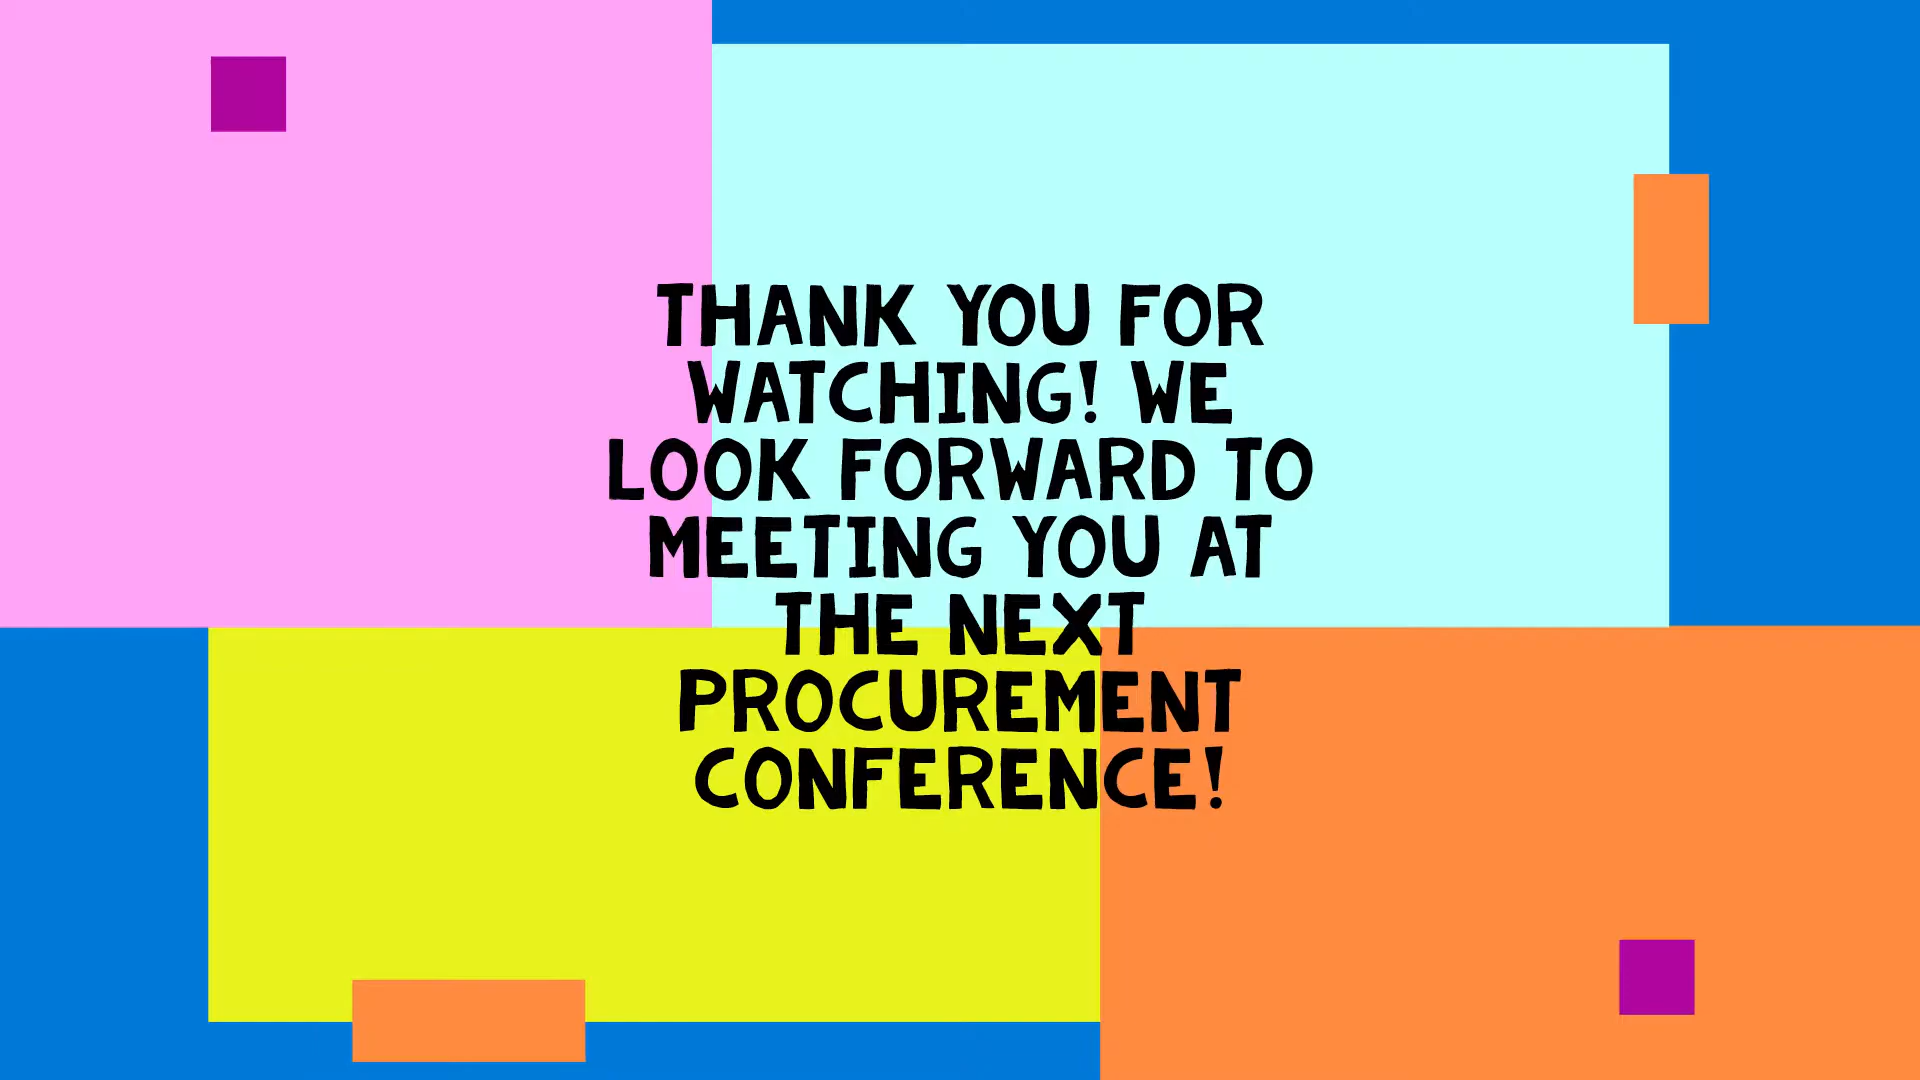 THANK YOU FOR
WATCHING! WE
LOOK FORWARD TO
MEETING YOU AT
THE NEXT
PROCUREMENT
CONFERENCE!